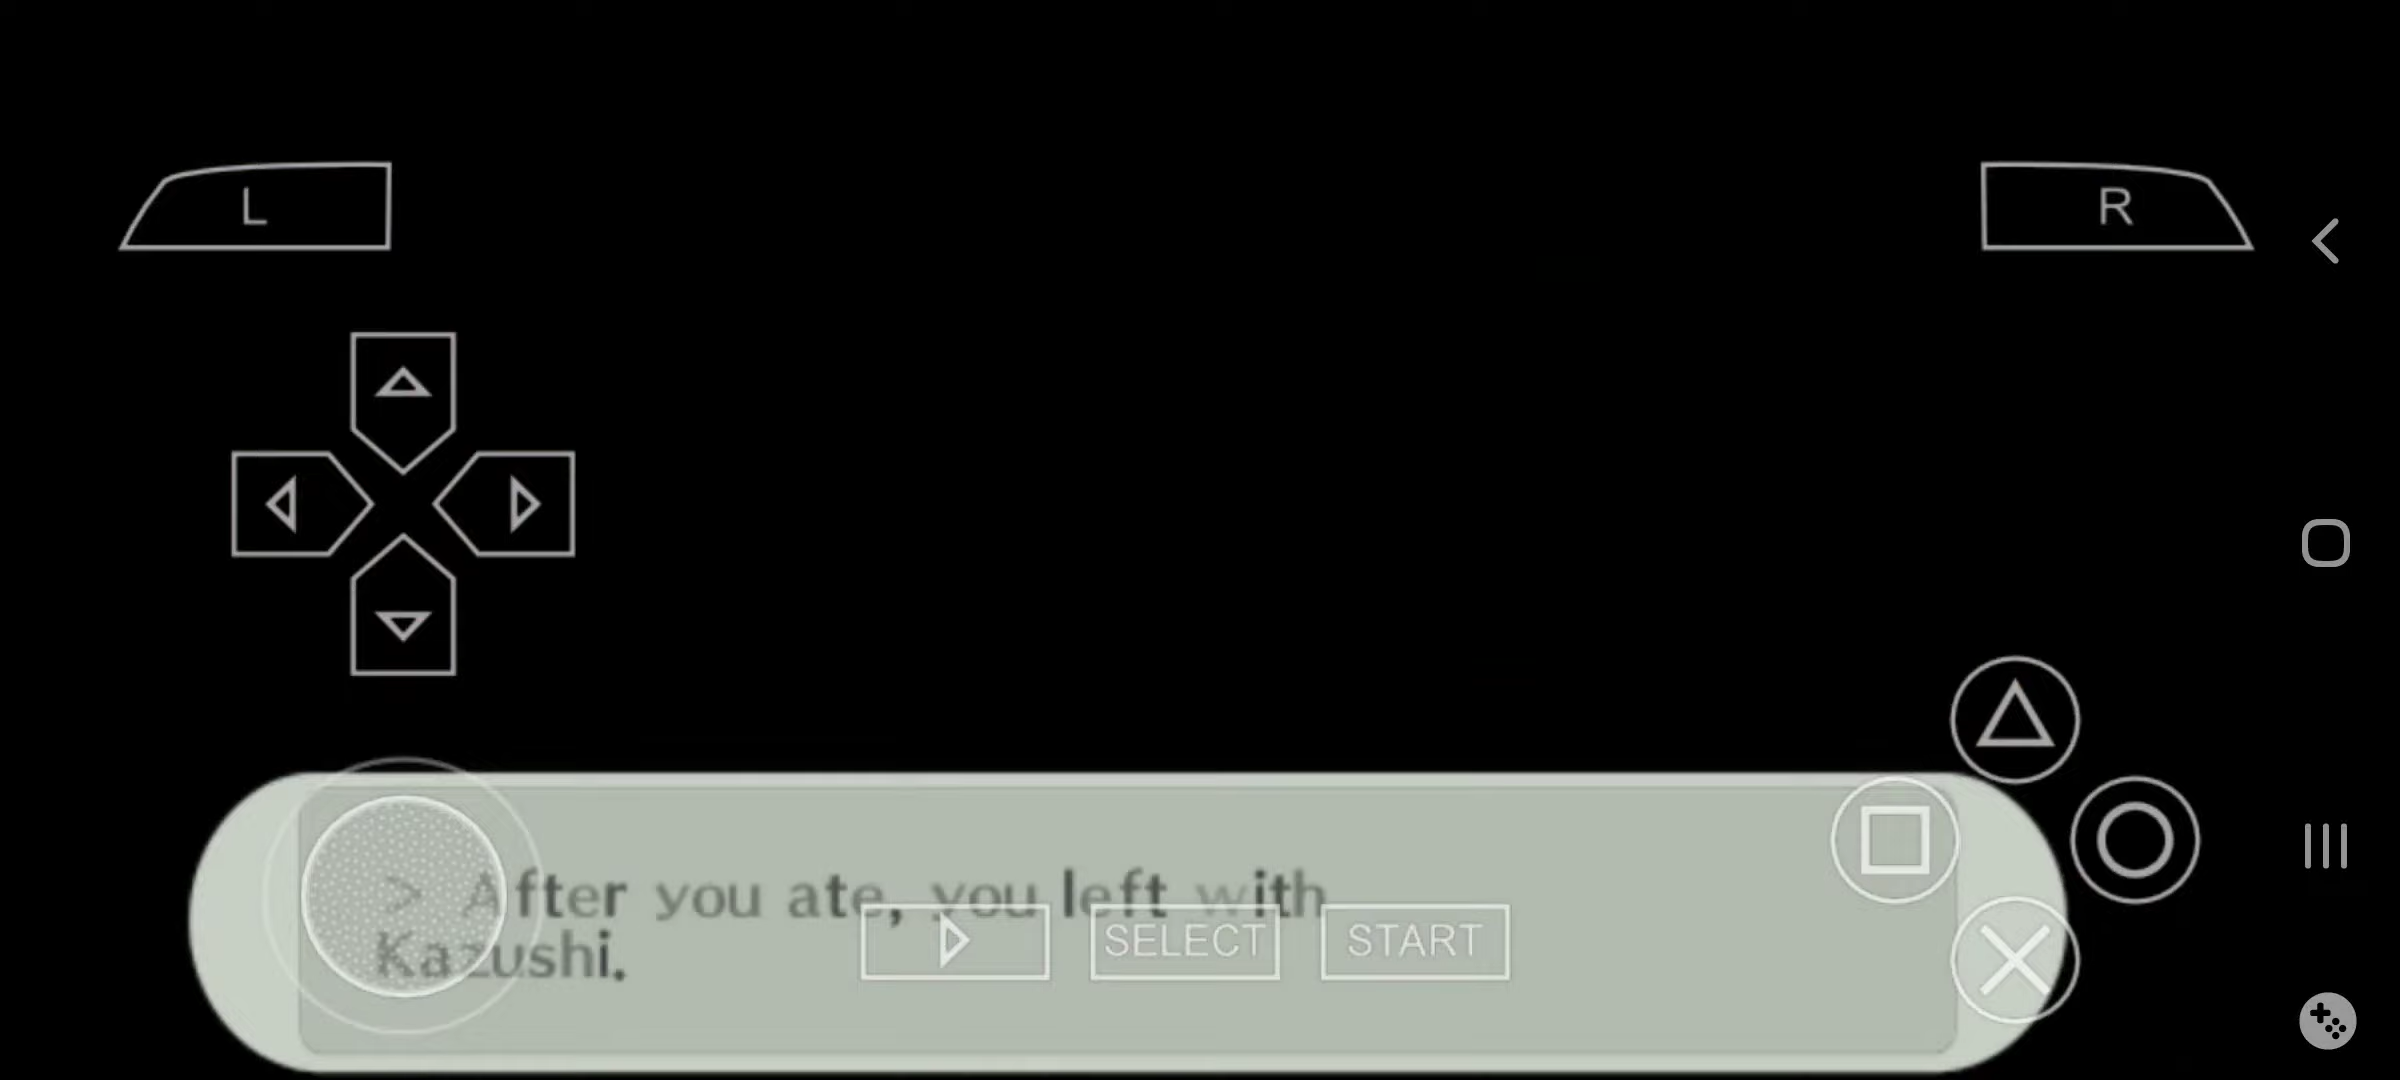 L
R
> After you ate, you left with
Kazushi.
SELECT
START